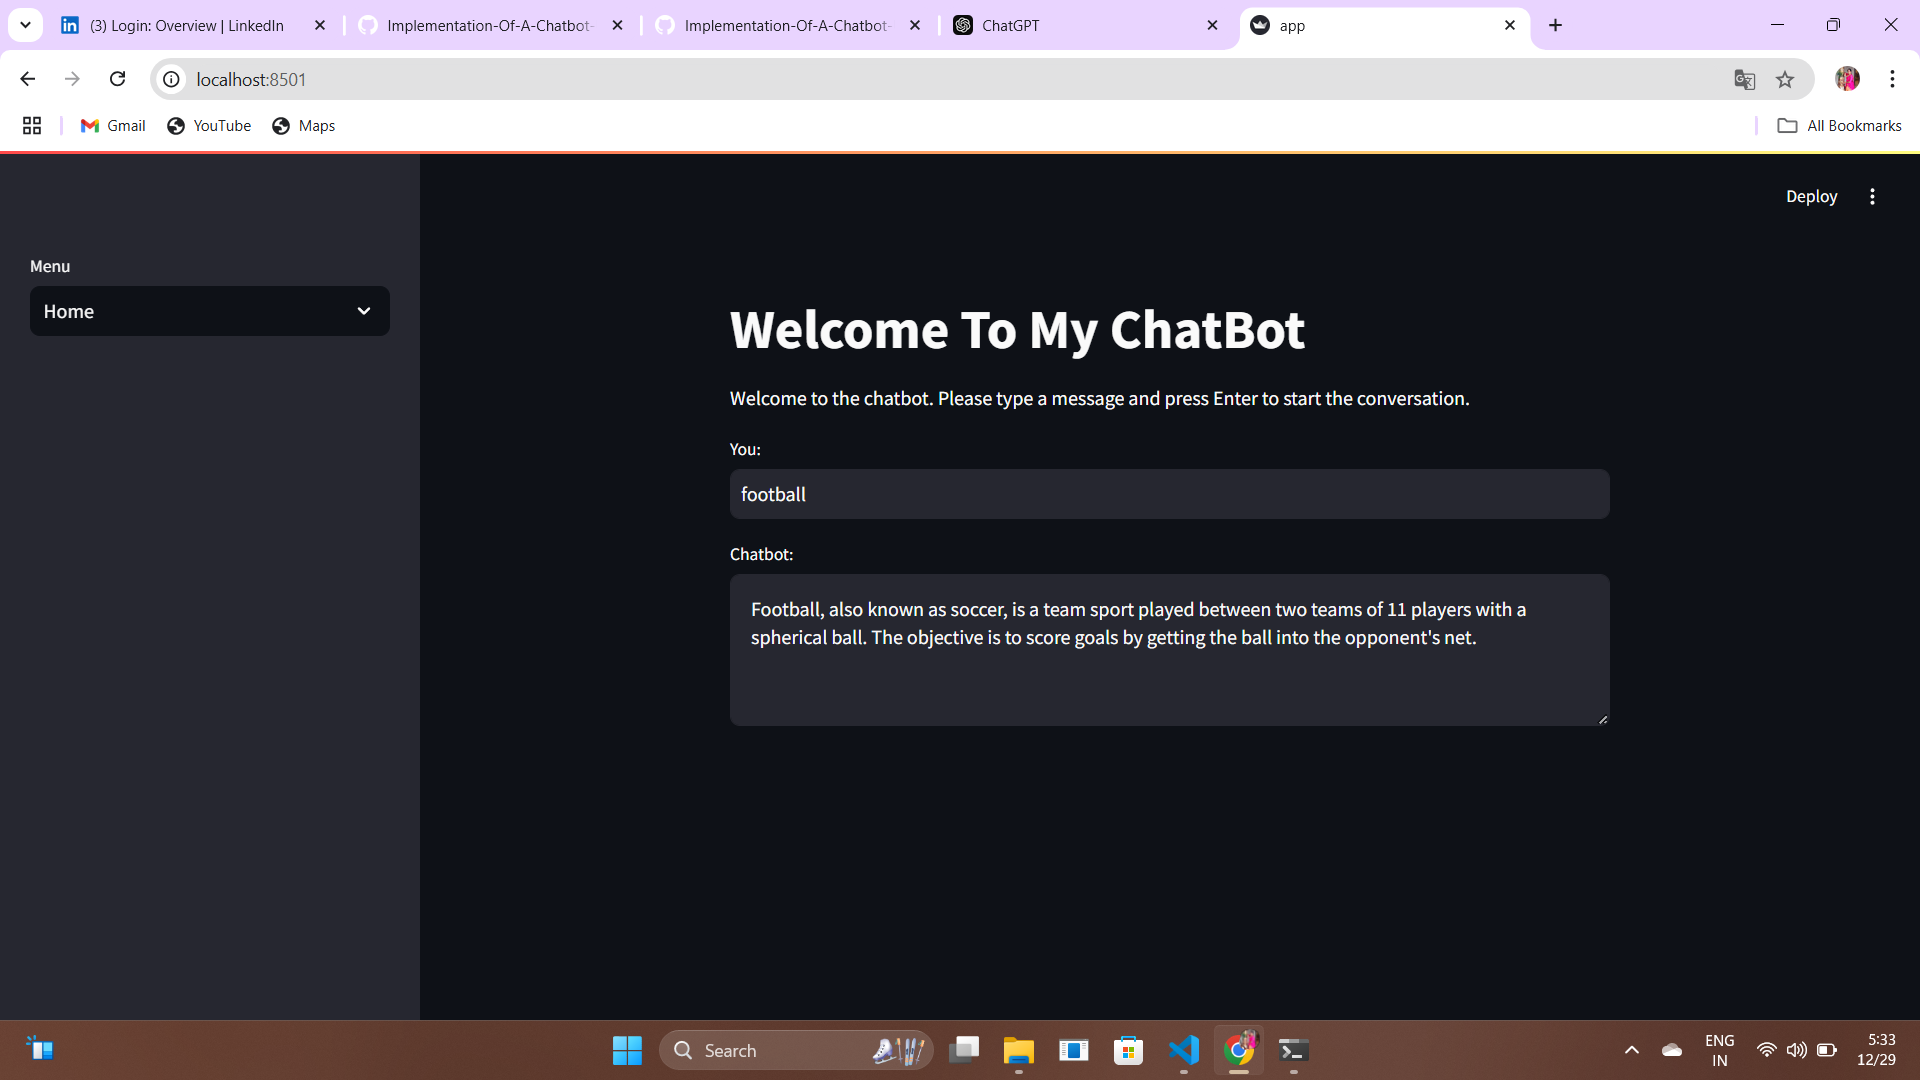 (3) Login: Overview | LinkedIn
Implementation-Of-A-Chatbot-
Implementation-Of-A-Chatbot-
ChatGPT
app
localhost:8501
Gmail
YouTube
Maps
All Bookmarks
Deploy
Menu
Home
Welcome To My ChatBot
Welcome to the chatbot. Please type a message and press Enter to start the conversation.
You:
football
Chatbot:
Football, also known as soccer, is a team sport played between two teams of 11 players with a
spherical ball. The objective is to score goals by getting the ball into the opponent's net.
Search
ENG
IN
5:33
12/29